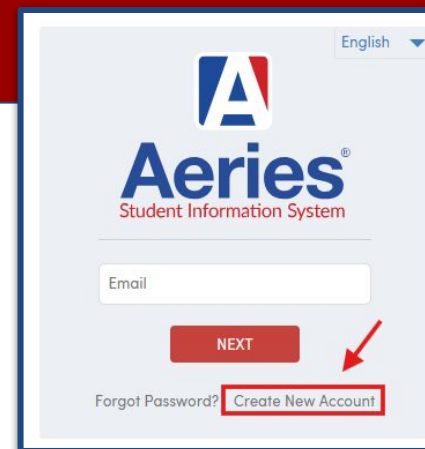 English
Aeries®
Student Information System
Email
NEXT
Forgot Password? Create New Account